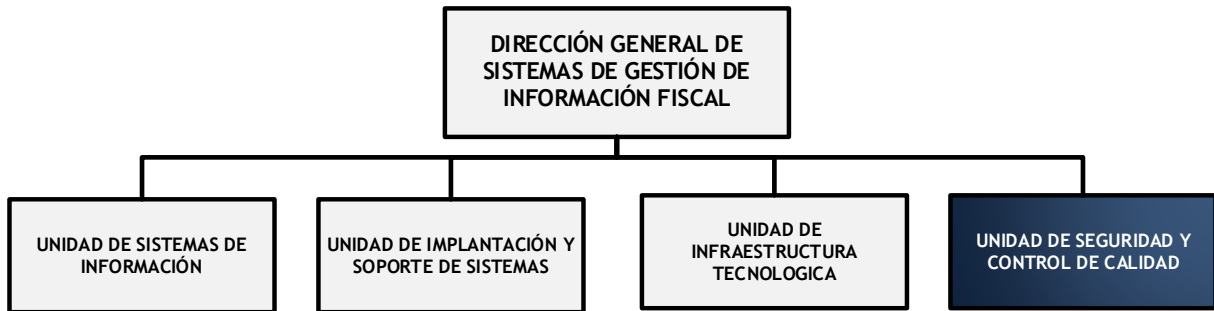 DIRECCIÓN GENERAL DE
SISTEMAS DE GESTIÓN DE
INFORMACIÓN FISCAL
UNIDAD DE SISTEMAS DE
INFORMACIÓN
UNIDAD DE IMPLANTACIÓN Y
SOPORTE DE SISTEMAS
UNIDAD DE
INFRAESTRUCTURA
TECNOLOGICA
UNIDAD DE SEGURIDAD Y
CONTROL DE CALIDAD